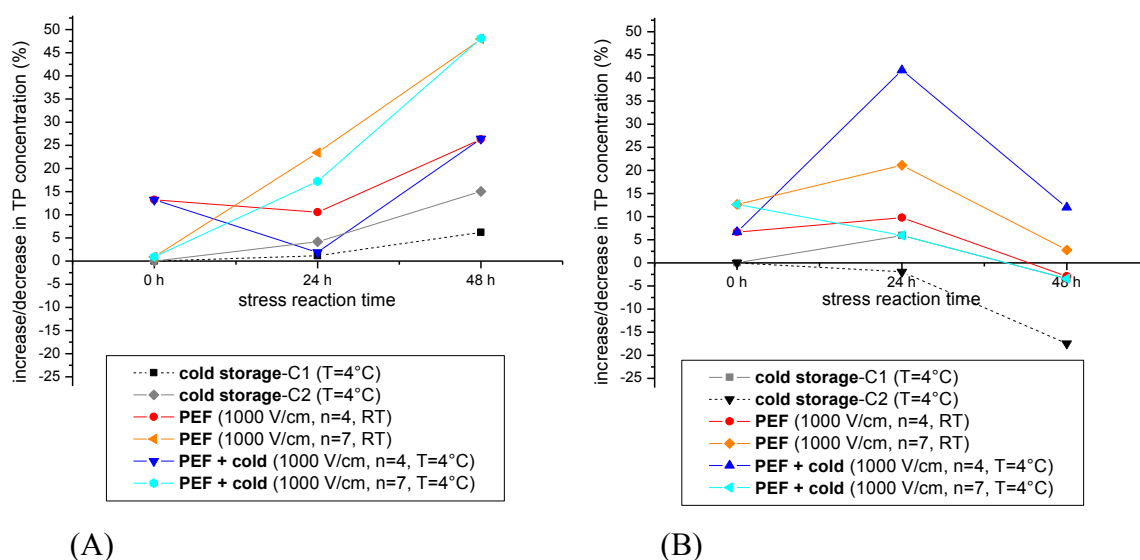 increase/decrease in TP concentration (%)
50
45
40
35
30
25
20
15
10
5
0
-5
-10
-15
-20
-25
0 h
24 h
48 h
stress reaction time
cold storage-C1 (T=4°C)
cold storage-C2 (T=4°C)
PEF (1000 V/cm, n=4, RT)
PEF (1000 V/cm, n=7, RT)
PEF + cold (1000 V/cm, n=4, T=4°C)
PEF + cold (1000 V/cm, n=7, T=4°C)
(A)
increase/decrease in TP concentration (%)
50
45
40
35
30
25
20
15
10
5
0
-5
-10
-15
-20
-25
0 h
24 h
48 h
stress reaction time
cold storage-C1 (T=4°C)
cold storage-C2 (T=4°C)
PEF (1000 V/cm, n=4, RT)
PEF (1000 V/cm, n=7, RT)
PEF + cold (1000 V/cm, n=4, T=4°C)
PEF + cold (1000 V/cm, n=7, T=4°C)
(B)